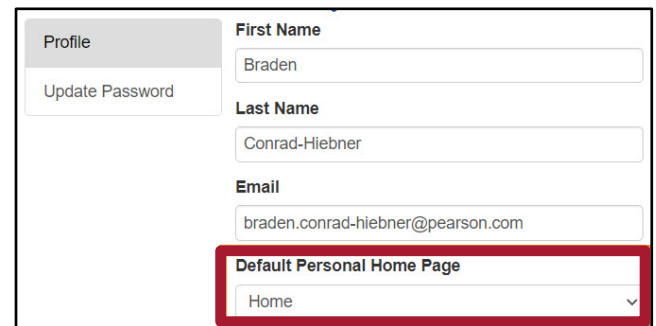 Profile
Update Password
First Name
Braden
Last Name
Conrad-Hiebner
Email
braden.conrad-hiebner@pearson.com
Default Personal Home Page
Home